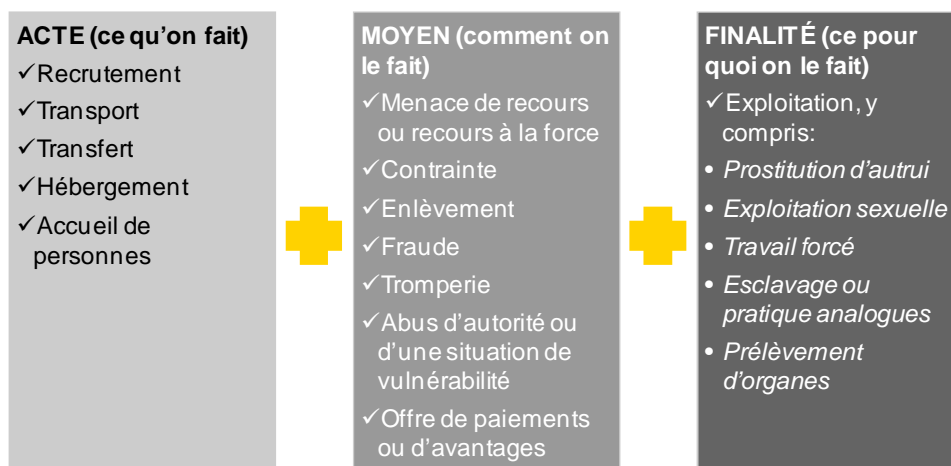 ACTE (ce qu'on fait)
✓Recrutement
✓Transport
✓Transfert
✓Hébergement
✓Accueil de
personnes
MOYEN (comment on
le fait)
✓Menace de recours
ou recours à la force
✓Contrainte
✓Enlèvement
✓Fraude
✓Tromperie
✓Abus d'autorité ou
d'une situation de
vulnérabilité
✓Offre de paiements
ou d'avantages
FINALITÉ (ce pour
quoi on le fait)
✓Exploitation, y
compris:
• Prostitution d'autrui
• Exploitation sexuelle
• Travail forcé
• Esclavage ou
pratique analogues
• Prélèvement
d'organes